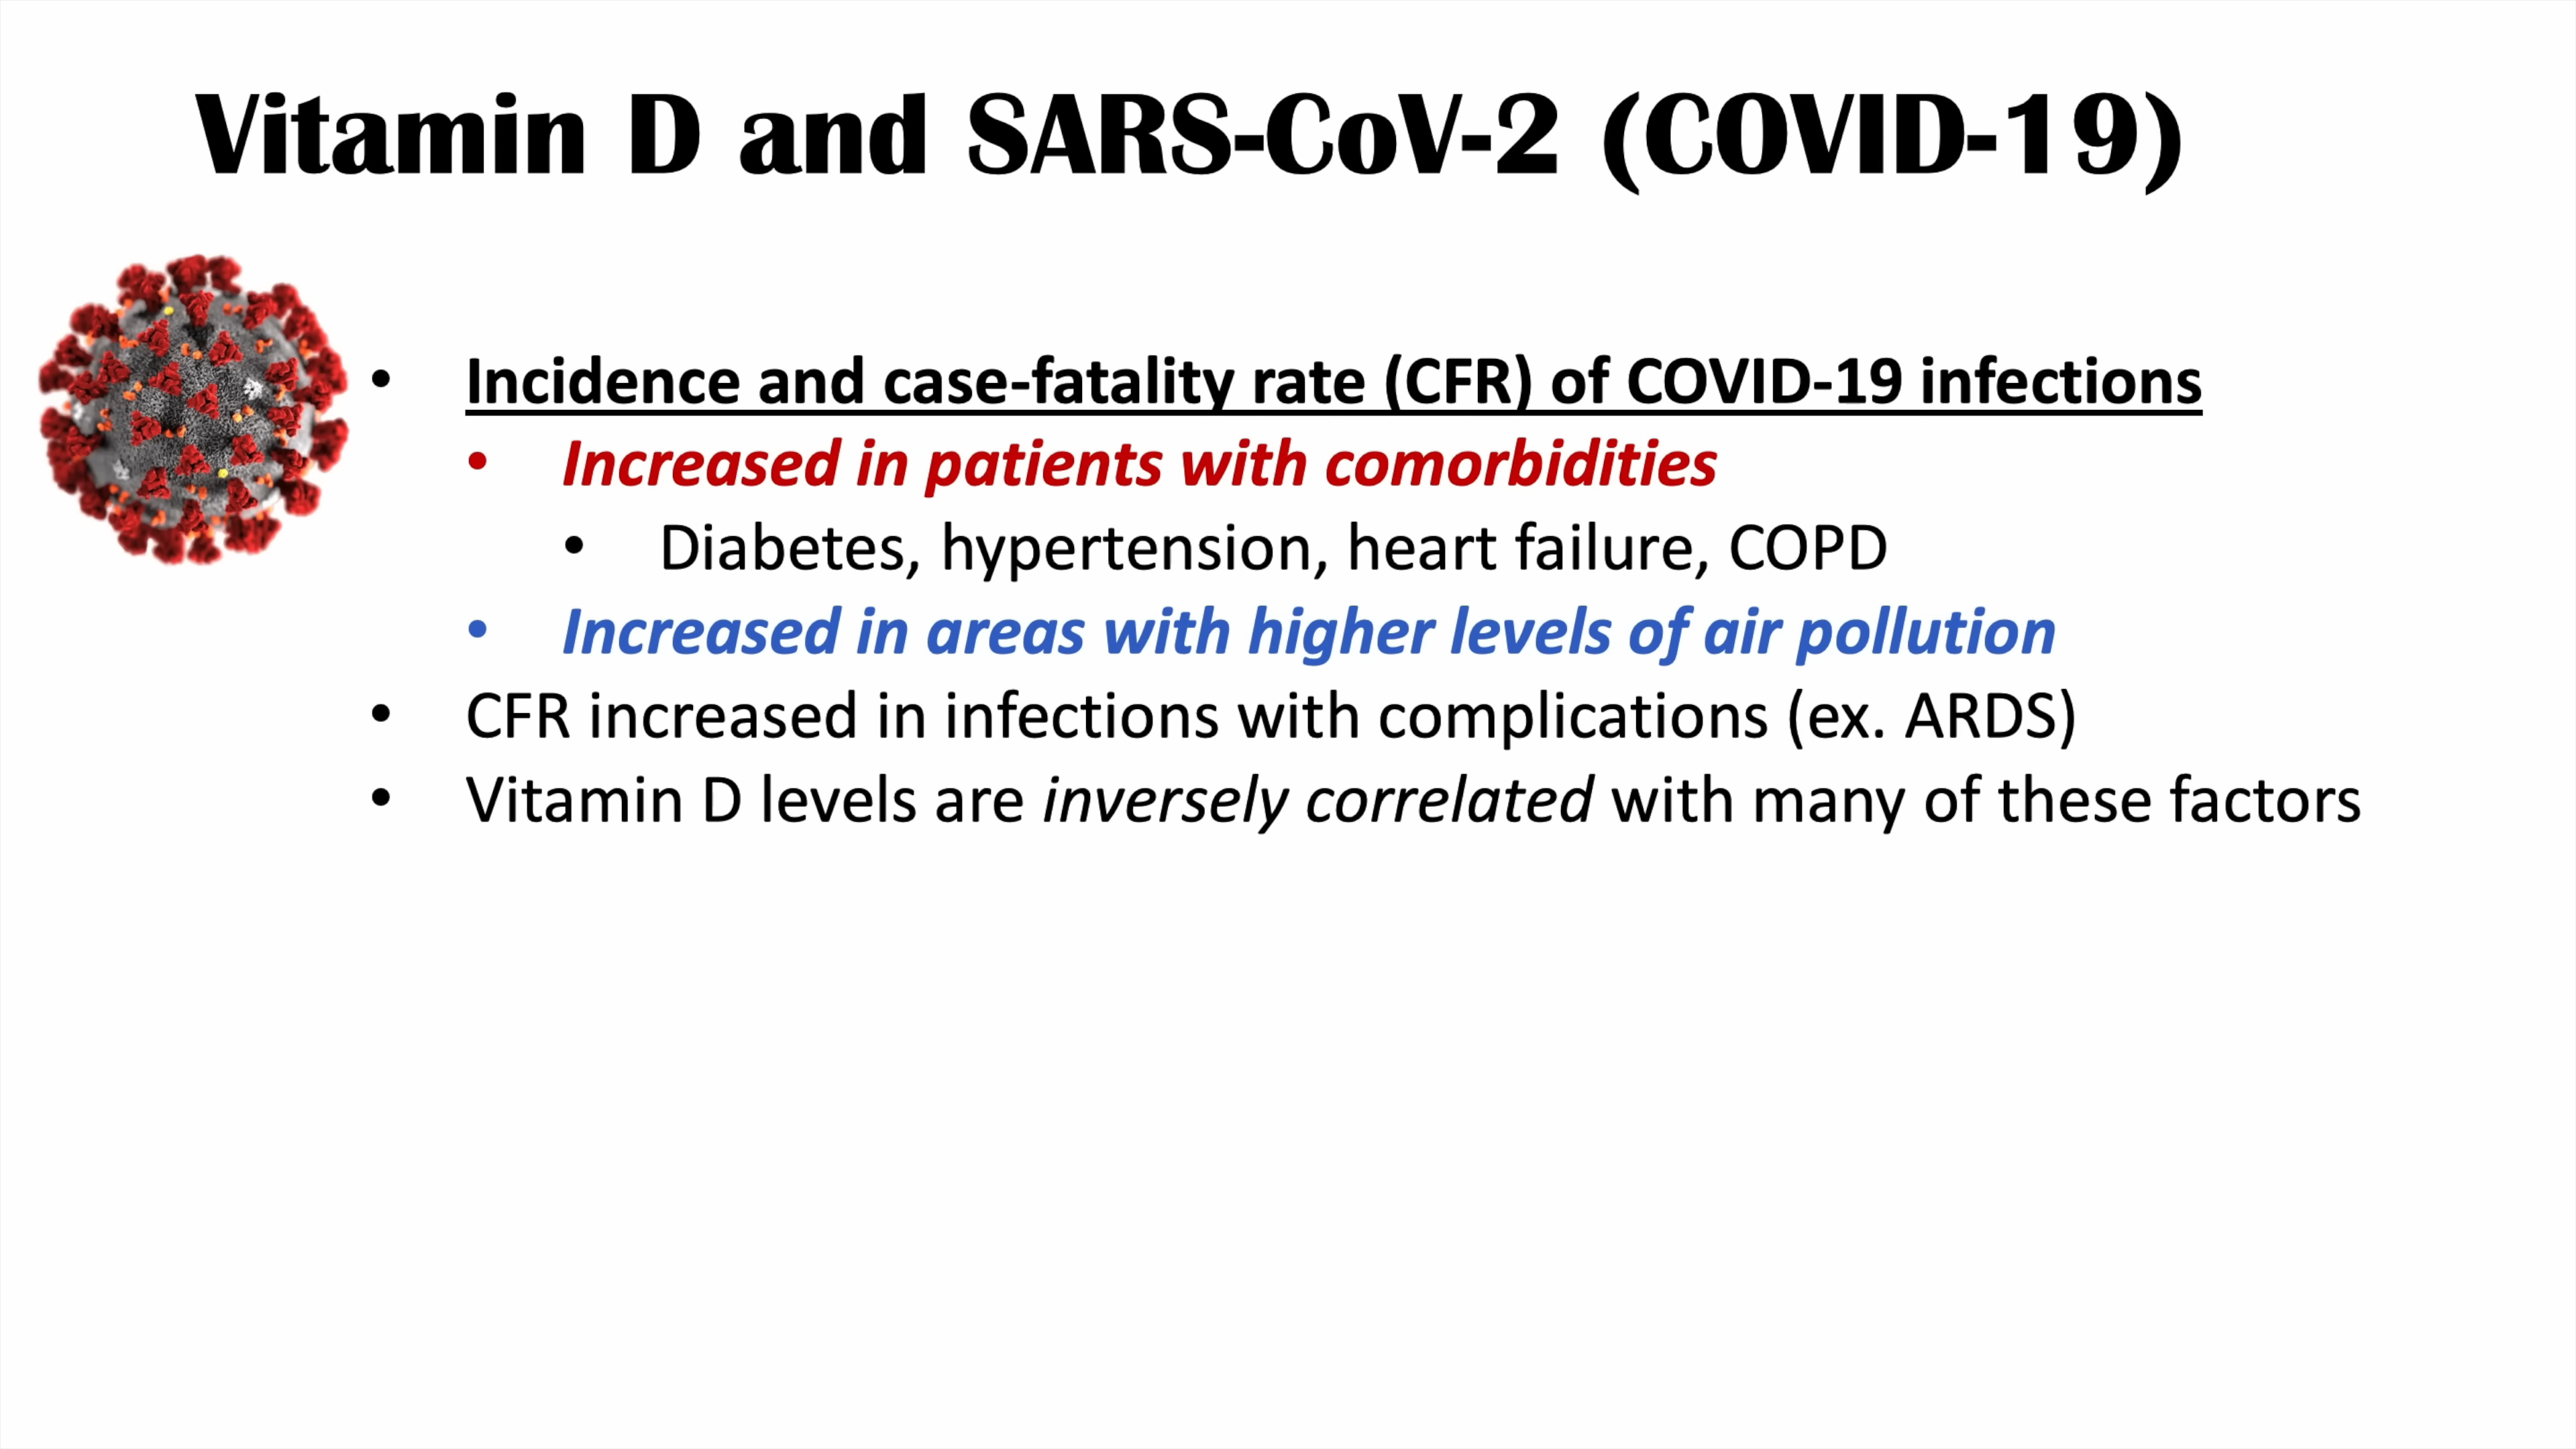 Vitamin D and SARS-CoV-2 (COVID-19)
• Incidence and case-fatality rate (CFR) of COVID-19 infections
• Increased in patients with comorbidities
• Diabetes, hypertension, heart failure, COPD
• Increased in areas with higher levels of air pollution
• CFR increased in infections with complications (ex. ARDS)
• Vitamin D levels are inversely correlated with many of these factors